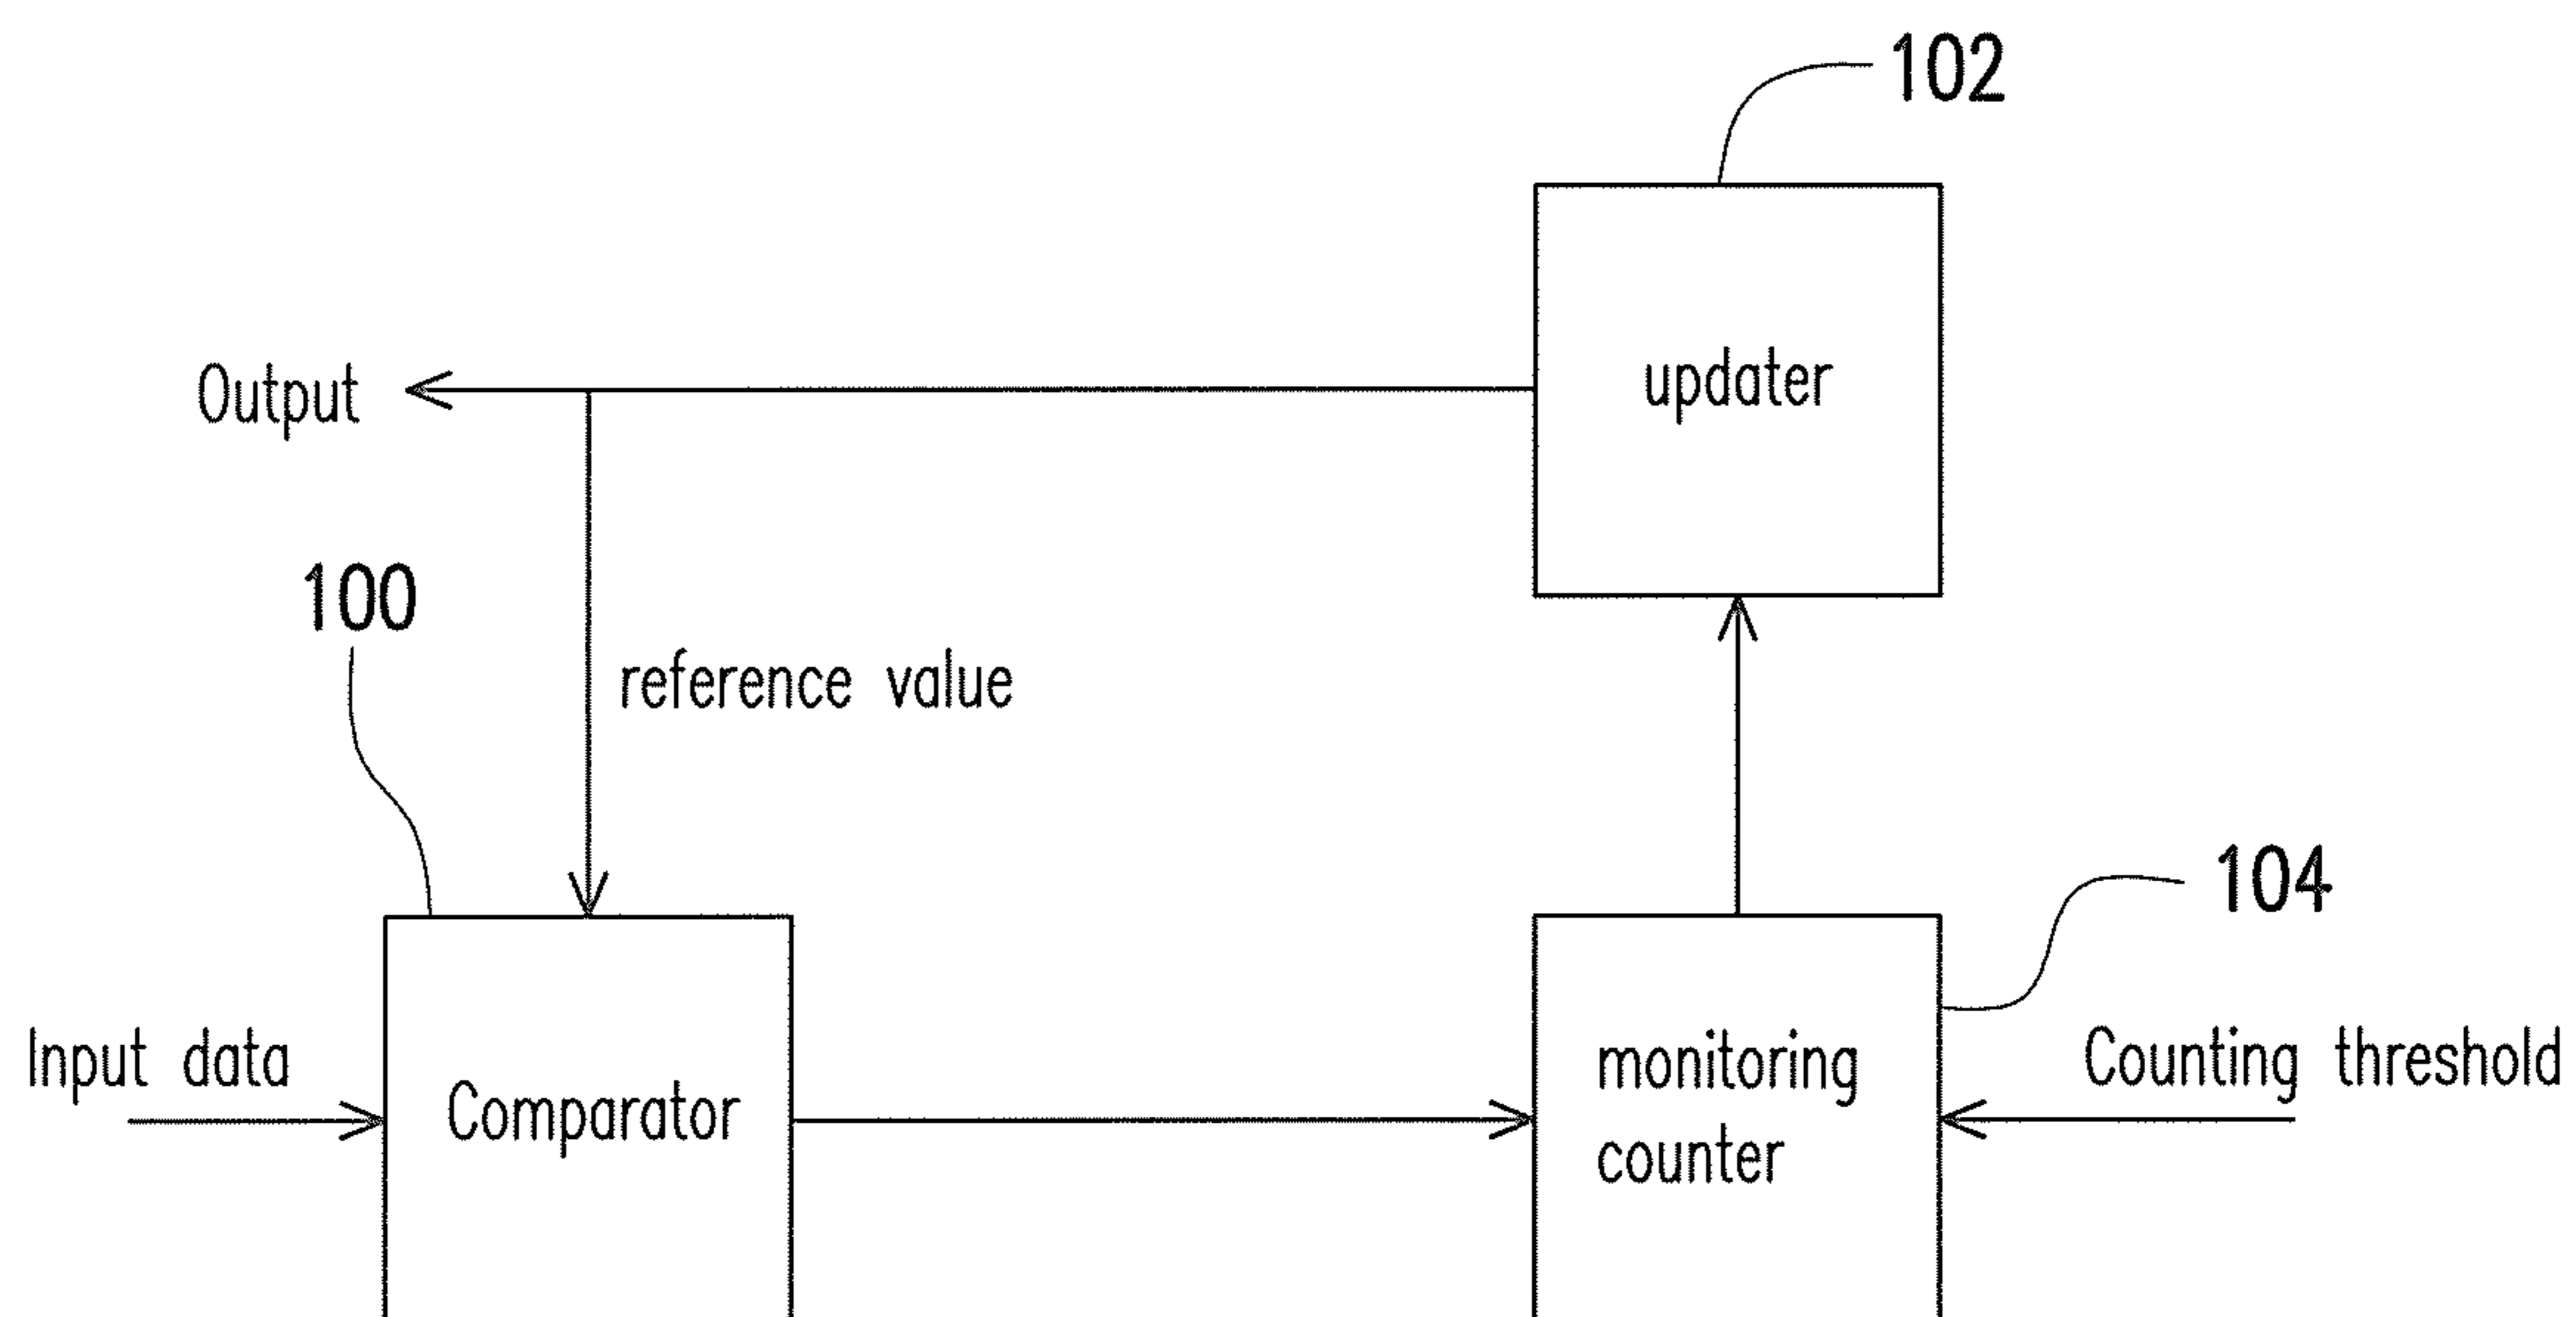 102
updater
Output
100
reference value
104
Input data
Comparator
monitoring
counter
Counting threshold